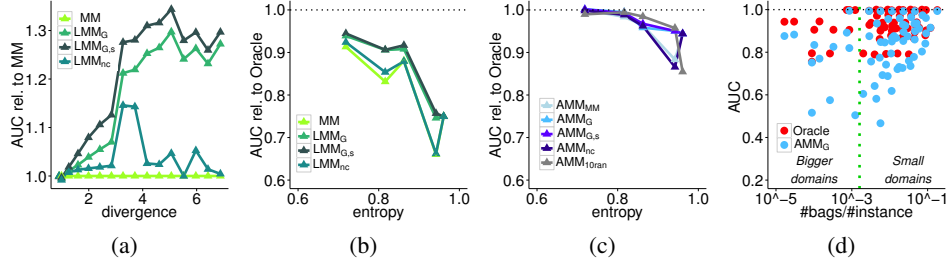 AUC rel. to MM
1.3
1.2
1.1
1.0
MM
LMM_G
LMM_G,s
LMM_nc
2 4 6
divergence
(a)
AUC rel. to Oracle
1.0
0.9
0.8
0.7
0.6
MM
LMM_G
LMM_G,s
LMM_nc
0.6 0.8 1.0
entropy
(b)
AUC rel. to Oracle
1.0
0.9
0.8
0.7
0.6
AMM_MM
AMM_G
AMM_G,s
AMM_nc
AMM_10ran
0.6 0.8 1.0
entropy
(c)
AUC
1.0
0.8
0.6
0.4
0.2
Oracle
AMM_G
Bigger domains
Small domains
10^−5 10^−3 10^−1
#bags/#instance
(d)